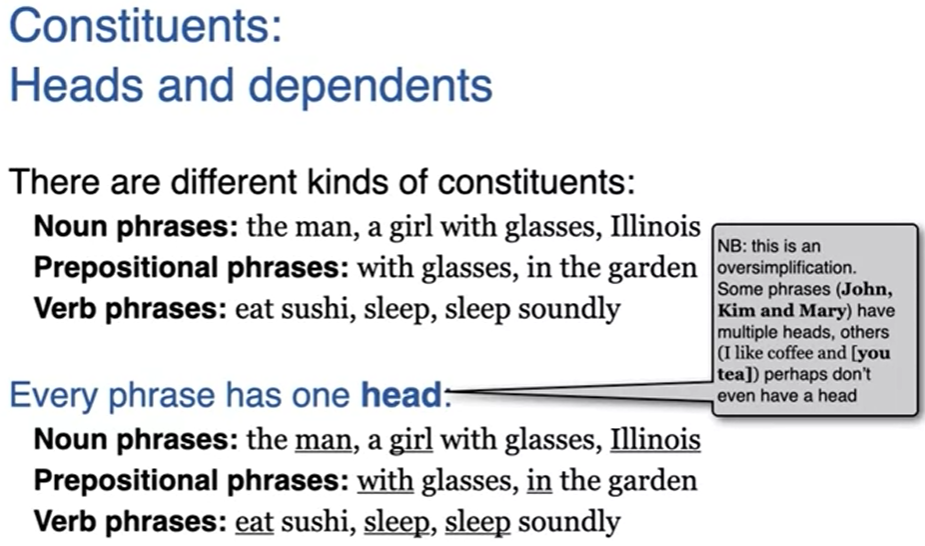 Constituents:
Heads and dependents
There are different kinds of constituents:
Noun phrases: the man, a girl with glasses, Illinois
Prepositional phrases: with glasses, in the garden
Verb phrases: eat sushi, sleep, sleep soundly
NB: this is an
oversimplification.
Some phrases (John,
Kim and Mary) have
multiple heads, others
(I like coffee and [you
tea]) perhaps don't
even have a head
Every phrase has one head:
Noun phrases: the man, a girl with glasses, Illinois
Prepositional phrases: with glasses, in the garden
Verb phrases: eat sushi, sleep, sleep soundly